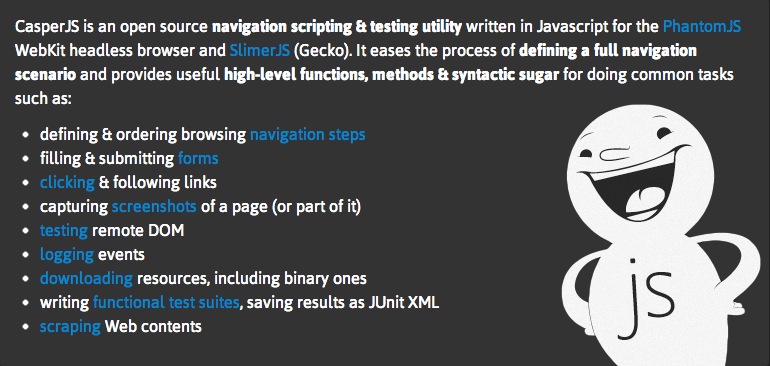 CasperJS is an open source navigation scripting & testing utility written in Javascript for the PhantomJS
WebKit headless browser and SlimerJS (Gecko). It eases the process of defining a full navigation
scenario and provides useful high-level functions, methods & syntactic sugar for doing common tasks
such as:
• defining & ordering browsing navigation steps
• filling & submitting forms
• clicking & following links
• capturing screenshots of a page (or part of it)
• testing remote DOM
• logging events
• downloading resources, including binary ones
• writing functional test suites, saving results as JUnit XML
• scraping Web contents
js